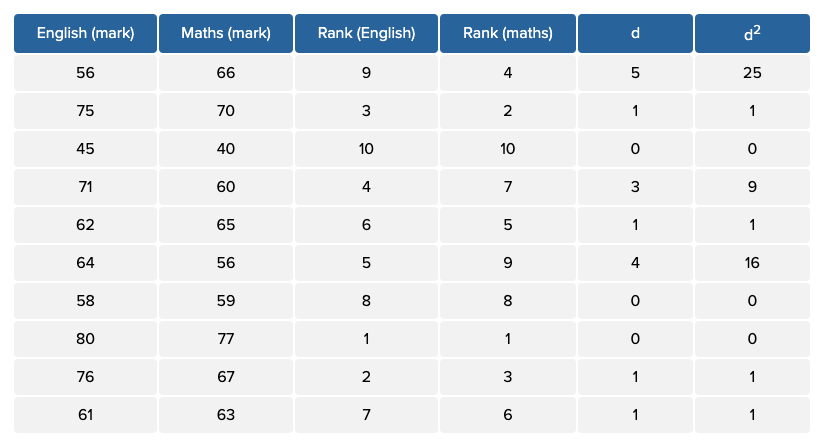 English (mark) Maths (mark) Rank (English) Rank (maths) d d²
56 66 9 4 5 25
75 70 3 2 1 1
45 40 10 10 0 0
71 60 4 7 3 9
62 65 6 5 1 1
64 56 5 9 4 16
58 59 8 8 0 0
80 77 1 1 0 0
76 67 2 3 1 1
61 63 7 6 1 1